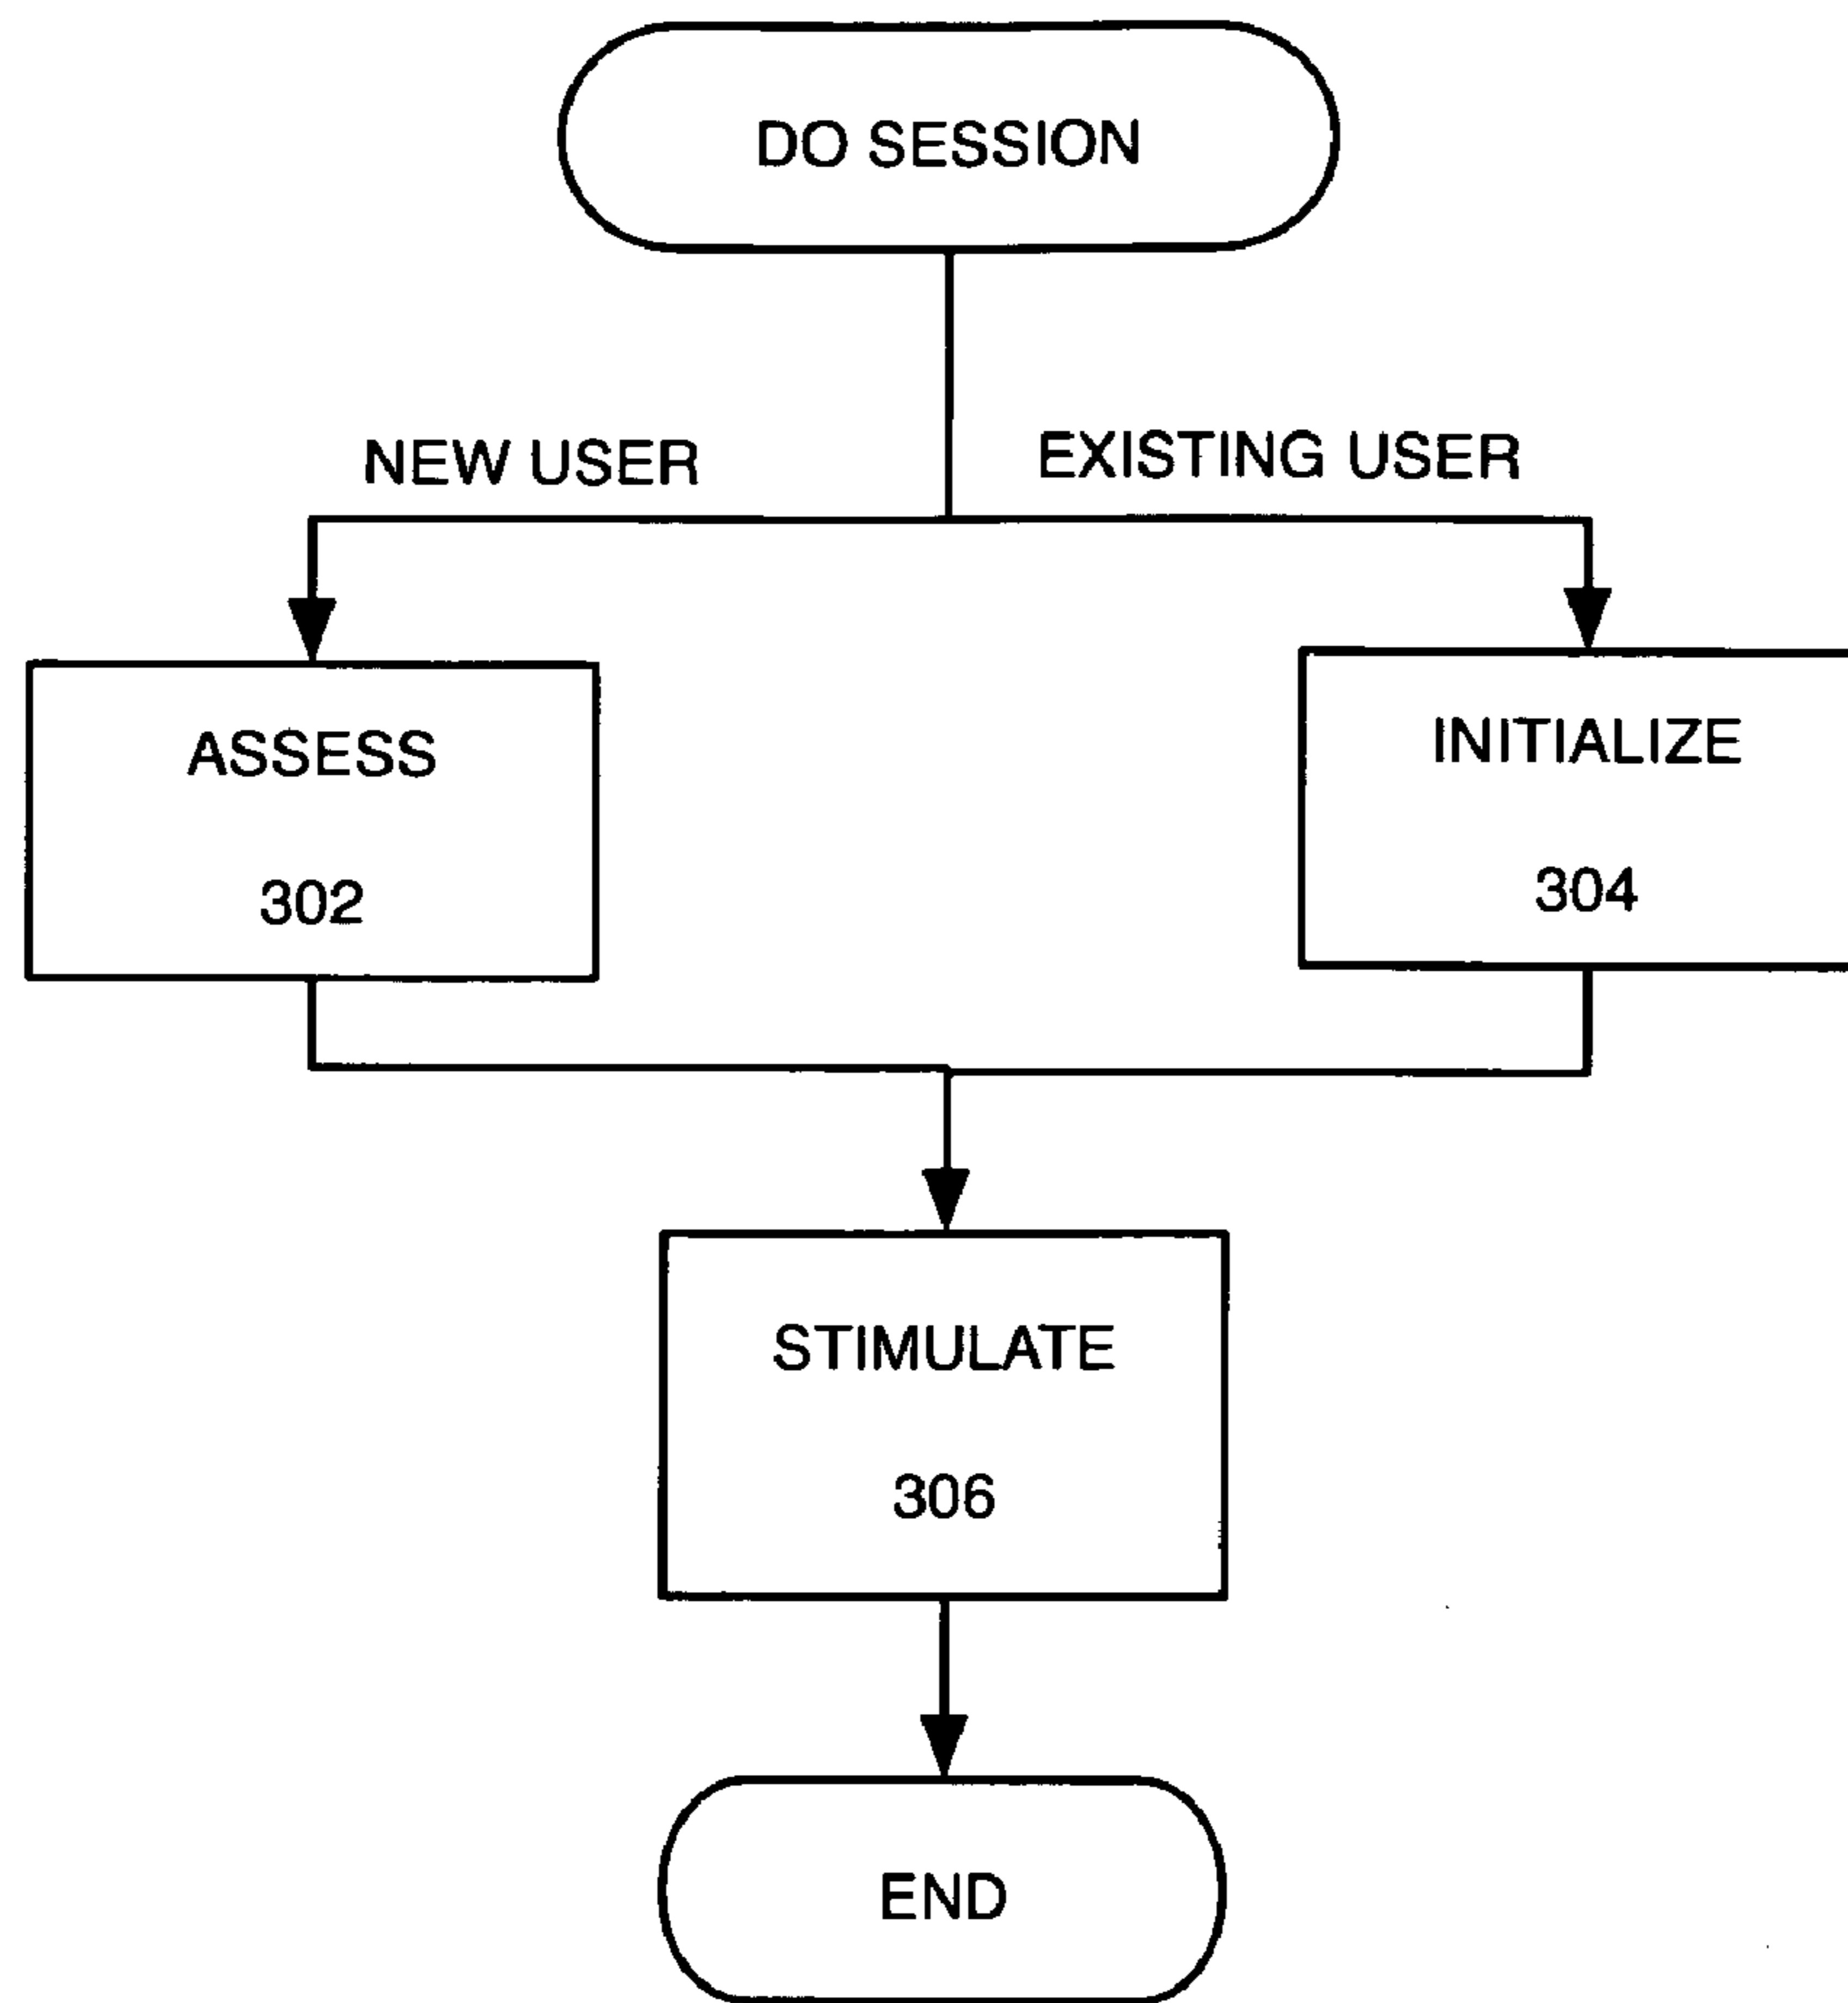 DO SESSION
NEW USER
EXISTING USER
ASSESS
302
INITIALIZE
304
STIMULATE
306
END